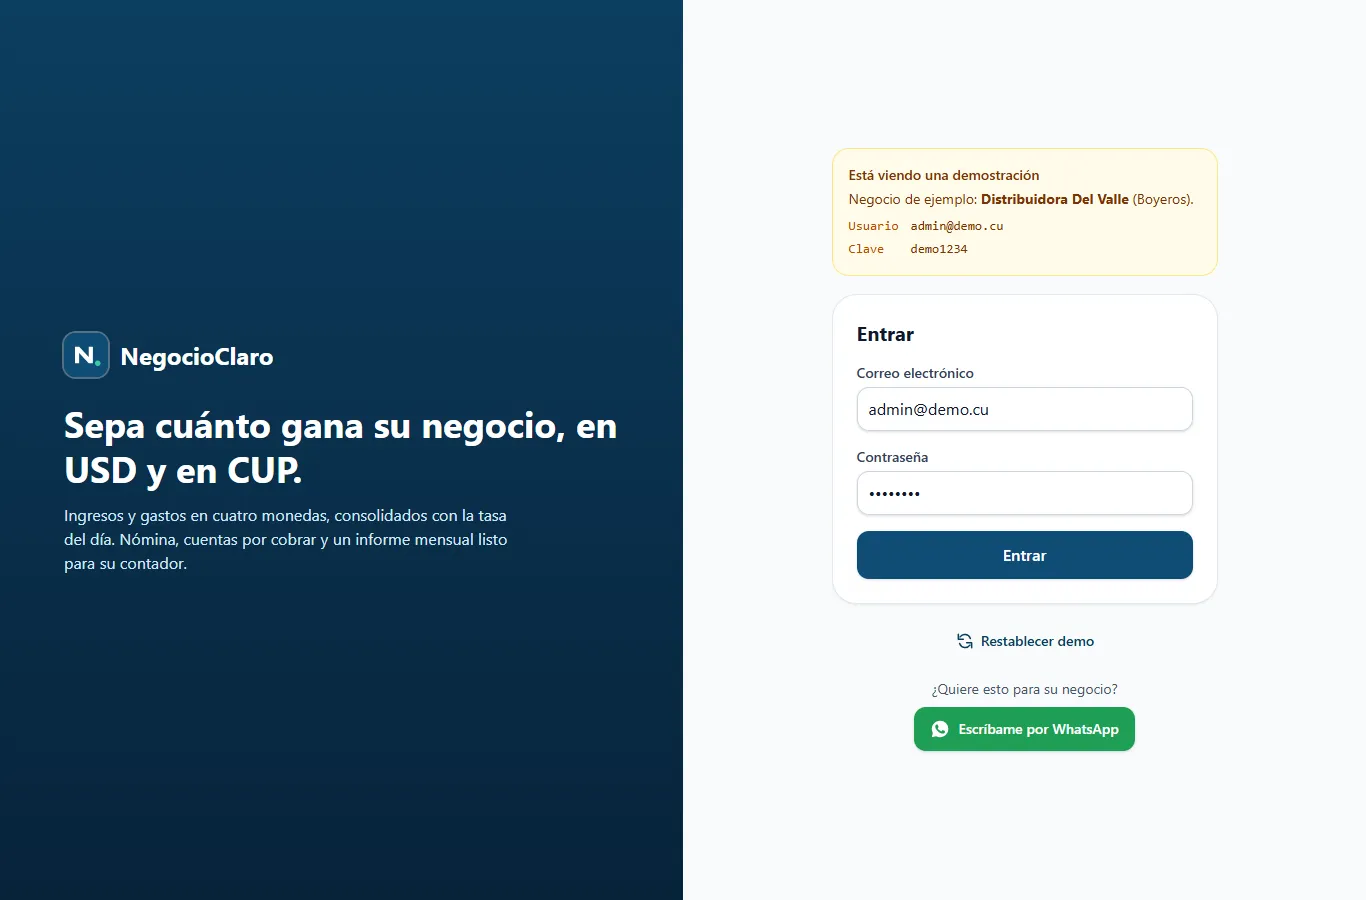 N.
NegocioClaro
Sepa cuánto gana su negocio, en
USD y en CUP.
Ingresos y gastos en cuatro monedas, consolidados con la tasa
del día. Nómina, cuentas por cobrar y un informe mensual listo
para su contador.
Está viendo una demostración
Negocio de ejemplo: Distribuidora Del Valle (Boyeros).
Usuario admin@demo.cu
Clave demo1234
Entrar
Correo electrónico
admin@demo.cu
Contraseña
••••••••
Entrar
Restablecer demo
¿Quiere esto para su negocio?
Escríbame por WhatsApp